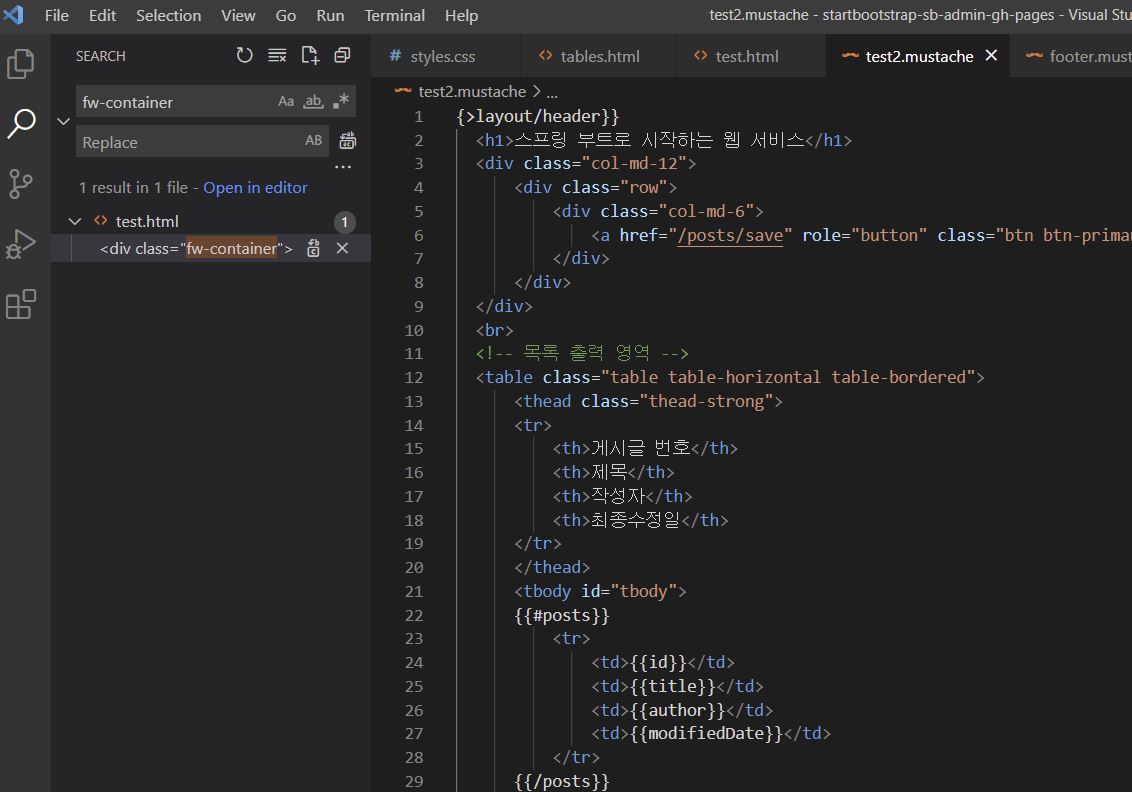 File Edit Selection View Go Run Terminal Help test2.mustache - startbootstrap-sb-admin-gh-pages - Visual Stu
SEARCH
fw-container Aa ab .*
Replace AB
...
1 result in 1 file - Open in editor
test.html 1
<div class="fw-container">
# styles.css <> tables.html <> test.html test2.mustache footer.must
test2.mustache > ...
1 {>layout/header}}
2 <h1>스프링 부트로 시작하는 웹 서비스</h1>
3 <div class="col-md-12">
4 <div class="row">
5 <div class="col-md-6">
6 <a href="/posts/save" role="button" class="btn btn-primar
7 </div>
8 </div>
9 </div>
10 <br>
11 <!-- 목록 출력 영역 -->
12 <table class="table table-horizontal table-bordered">
13 <thead class="thead-strong">
14 <tr>
15 <th>게시글 번호</th>
16 <th>제목</th>
17 <th>작성자</th>
18 <th>최종수정일</th>
19 </tr>
20 </thead>
21 <tbody id="tbody">
22 {{#posts}}
23 <tr>
24 <td>{{id}}</td>
25 <td>{{title}}</td>
26 <td>{{author}}</td>
27 <td>{{modifiedDate}}</td>
28 </tr>
29 {{/posts}}